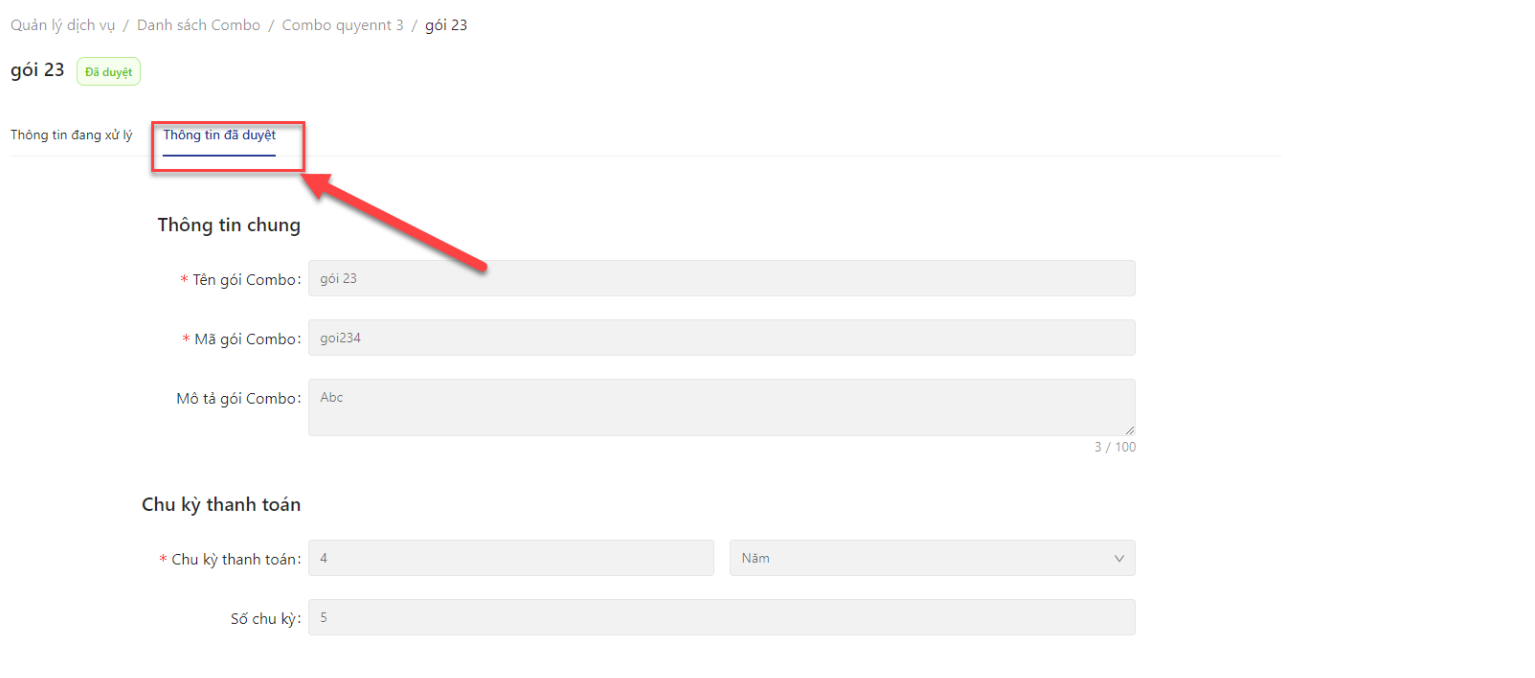 Quản lý dịch vụ / Danh sách Combo / Combo quyennt 3 / gói 23
gói 23 Đã duyệt
Thông tin đang xử lý Thông tin đã duyệt
Thông tin chung
* Tên gói Combo: gói 23
* Mã gói Combo: goi234
Mô tả gói Combo: Abc
3 / 100
Chu kỳ thanh toán
* Chu kỳ thanh toán: 4 Năm
Số chu kỳ: 5